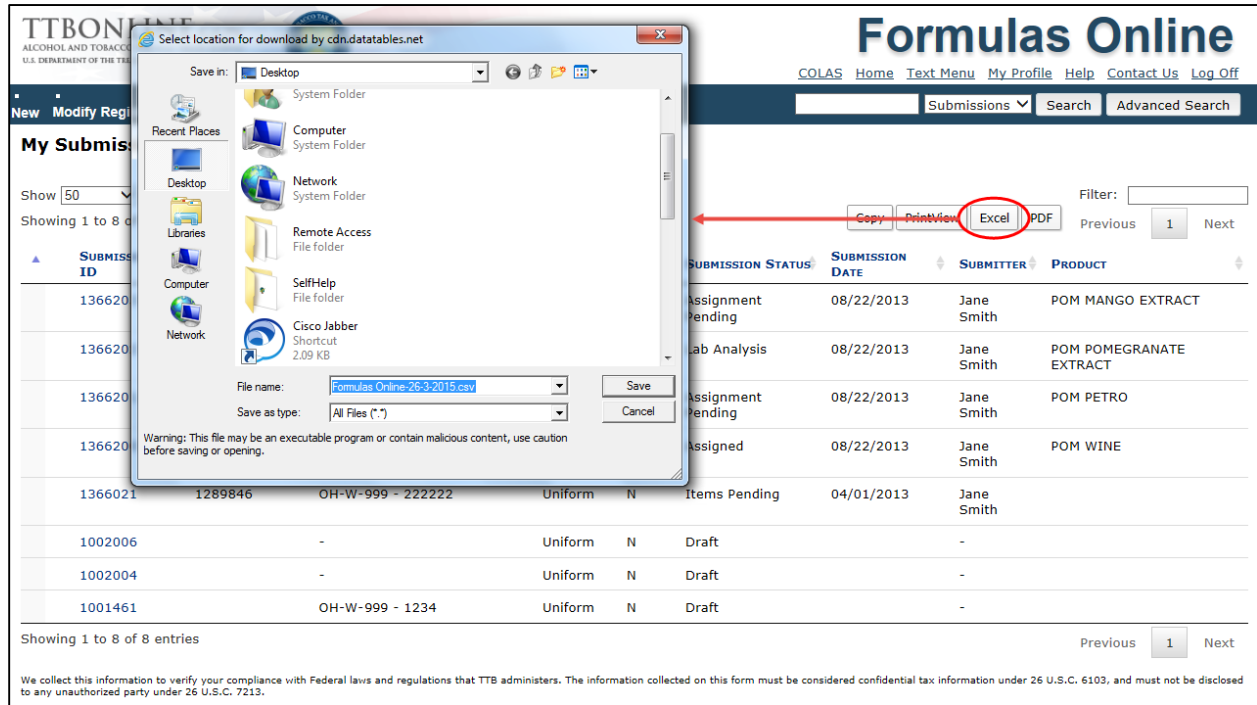 TTBONLINE
ALCOHOL AND TOBACCO
U.S. DEPARTMENT OF THE
Formulas Online
COLAS Home Text Menu My Profile Help Contact Us Log Off
New Modify Regi
Submissions Search Advanced Search
My Submiss
Show 50
Filter:
Showing 1 to 8 o
Copy PrintView Excel PDF
Previous 1 Next
Select location for download by cdn.datatables.net
Save in: Desktop
Recent Places
Desktop
Libraries
Computer
Network
System Folder
Computer
System Folder
Network
System Folder
Remote Access
File folder
SelfHelp
File folder
Cisco Jabber
Shortcut
2.09 KB
File name: Formulas Online-26-3-2015.csv Save
Save as type: All Files (*.*) Cancel
Warning: This file may be an executable program or contain malicious content, use caution
before saving or opening.
SUBMISS ID SUBMISSION STATUS SUBMISSION DATE SUBMITTER PRODUCT
136620 Assignment Pending 08/22/2013 Jane Smith POM MANGO EXTRACT
136620 Lab Analysis 08/22/2013 Jane Smith POM POMEGRANATE EXTRACT
136620 Assignment Pending 08/22/2013 Jane Smith POM PETRO
136620 Assigned 08/22/2013 Jane Smith POM WINE
1366021 1289846 OH-W-999 - 222222 Uniform N Items Pending 04/01/2013 Jane Smith
1002006 - Uniform N Draft -
1002004 - Uniform N Draft -
1001461 OH-W-999 - 1234 Uniform N Draft -
Showing 1 to 8 of 8 entries
Previous 1 Next
We collect this information to verify your compliance with Federal laws and regulations that TTB administers. The information collected on this form must be considered confidential tax information under 26 U.S.C. 6103, and must not be disclosed
to any unauthorized party under 26 U.S.C. 7213.